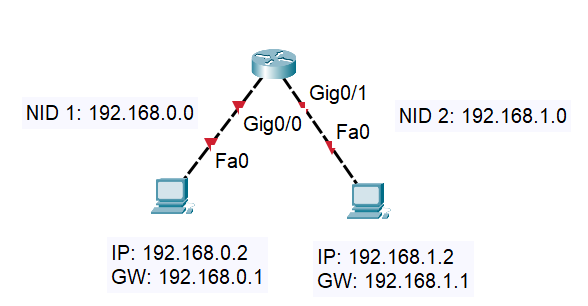 Gig0/1
NID 1: 192.168.0.0
NID 2: 192.168.1.0
Gig0/0
Fa0
Fa0
IP: 192.168.0.2
GW: 192.168.0.1
IP: 192.168.1.2
GW: 192.168.1.1